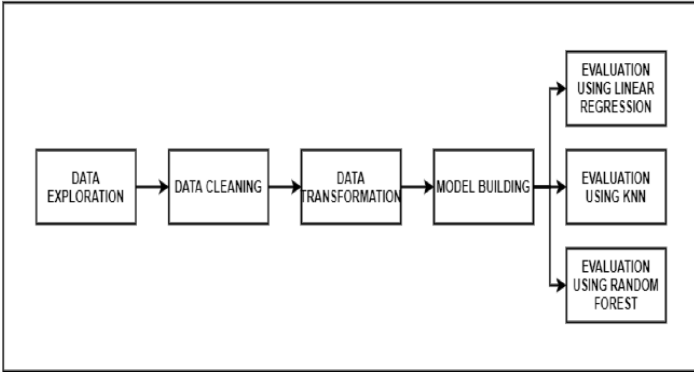 DATA
EXPLORATION
DATA CLEANING
DATA
TRANSFORMATION
MODEL BUILDING
EVALUATION
USING LINEAR
REGRESSION
EVALUATION
USING KNN
EVALUATION
USING RANDOM
FOREST